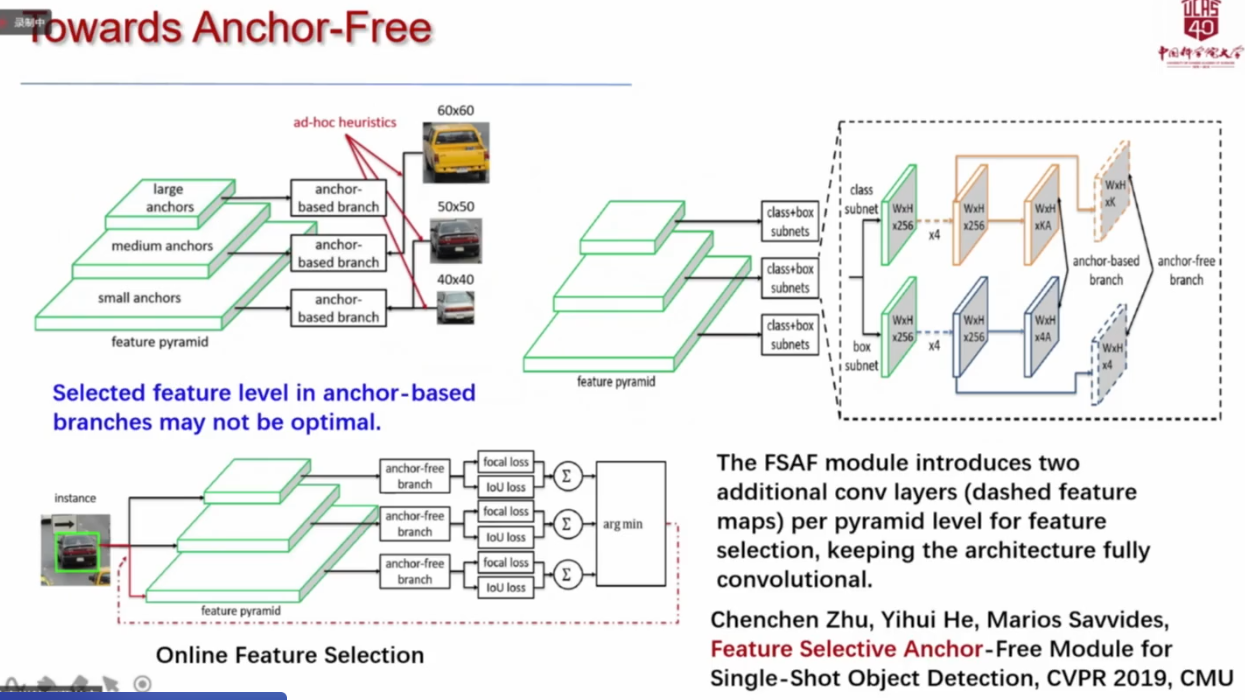 录制中
Towards Anchor-Free
UCAS
40
中国科学院大学
ad-hoc heuristics
60x60
50x50
40x40
large
anchors
medium anchors
small anchors
anchor-
based branch
anchor-
based branch
anchor-
based branch
feature pyramid
Selected feature level in anchor-based
branches may not be optimal.
class+box
subnets
class+box
subnets
class+box
subnets
feature pyramid
class
subnet
WxH
x256
x4
WxH
x256
WxH
xKA
WxH
xK
anchor-based
branch
anchor-free
branch
box
subnet
WxH
x256
x4
WxH
x256
WxH
x4A
WxH
x4
instance
feature pyramid
anchor-free
branch
anchor-free
branch
anchor-free
branch
focal loss
IoU loss
focal loss
IoU loss
focal loss
IoU loss
Σ
Σ
Σ
arg min
Online Feature Selection
The FSAF module introduces two
additional conv layers (dashed feature
maps) per pyramid level for feature
selection, keeping the architecture fully
convolutional.
Chenchen Zhu, Yihui He, Marios Savvides,
Feature Selective Anchor-Free Module for
Single-Shot Object Detection, CVPR 2019, CMU